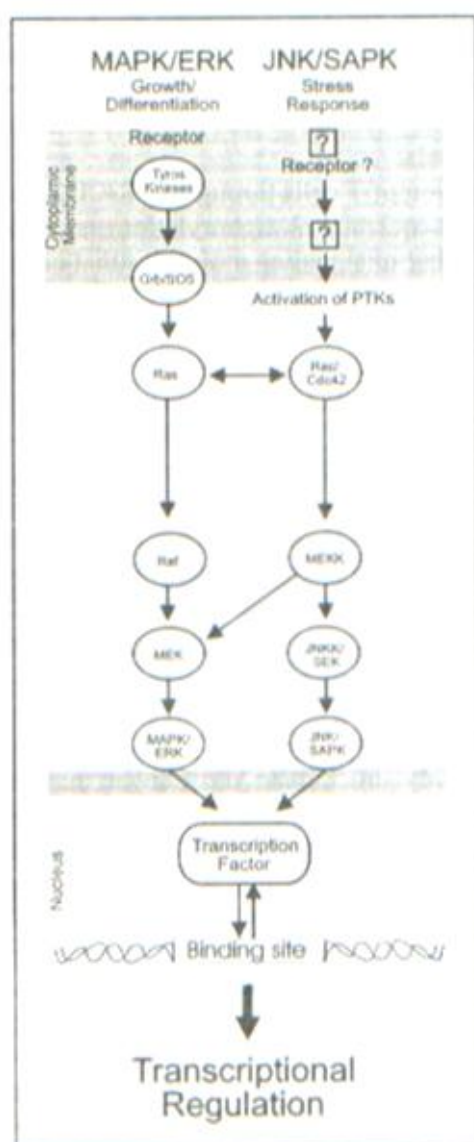 MAPK/ERK
Growth/
Differentiation
JNK/SAPK
Stress
Response
Cytoplamic
Membrane
Receptor
Tyros
Kinases
Grb/SOS
Ras
Raf
MEK
MAPK/
ERK
?
Receptor ?
?
Activation of PTKs
Ras/
Cdc42
MEKK
JNKK/
SEK
JNK/
SAPK
Nucleus
Transcription
Factor
Binding site
Transcriptional
Regulation